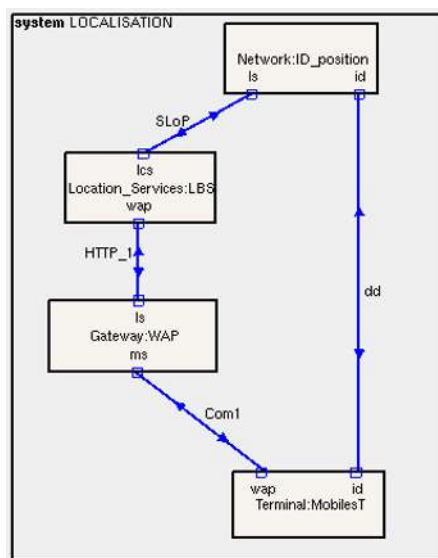 system LOCALISATION
Network:ID_position
ls id
SLoP
lcs
Location_Services:LBS
wap
HTTP_1
dd
ls
Gateway:WAP
ms
Com1
wap id
Terminal:MobilesT